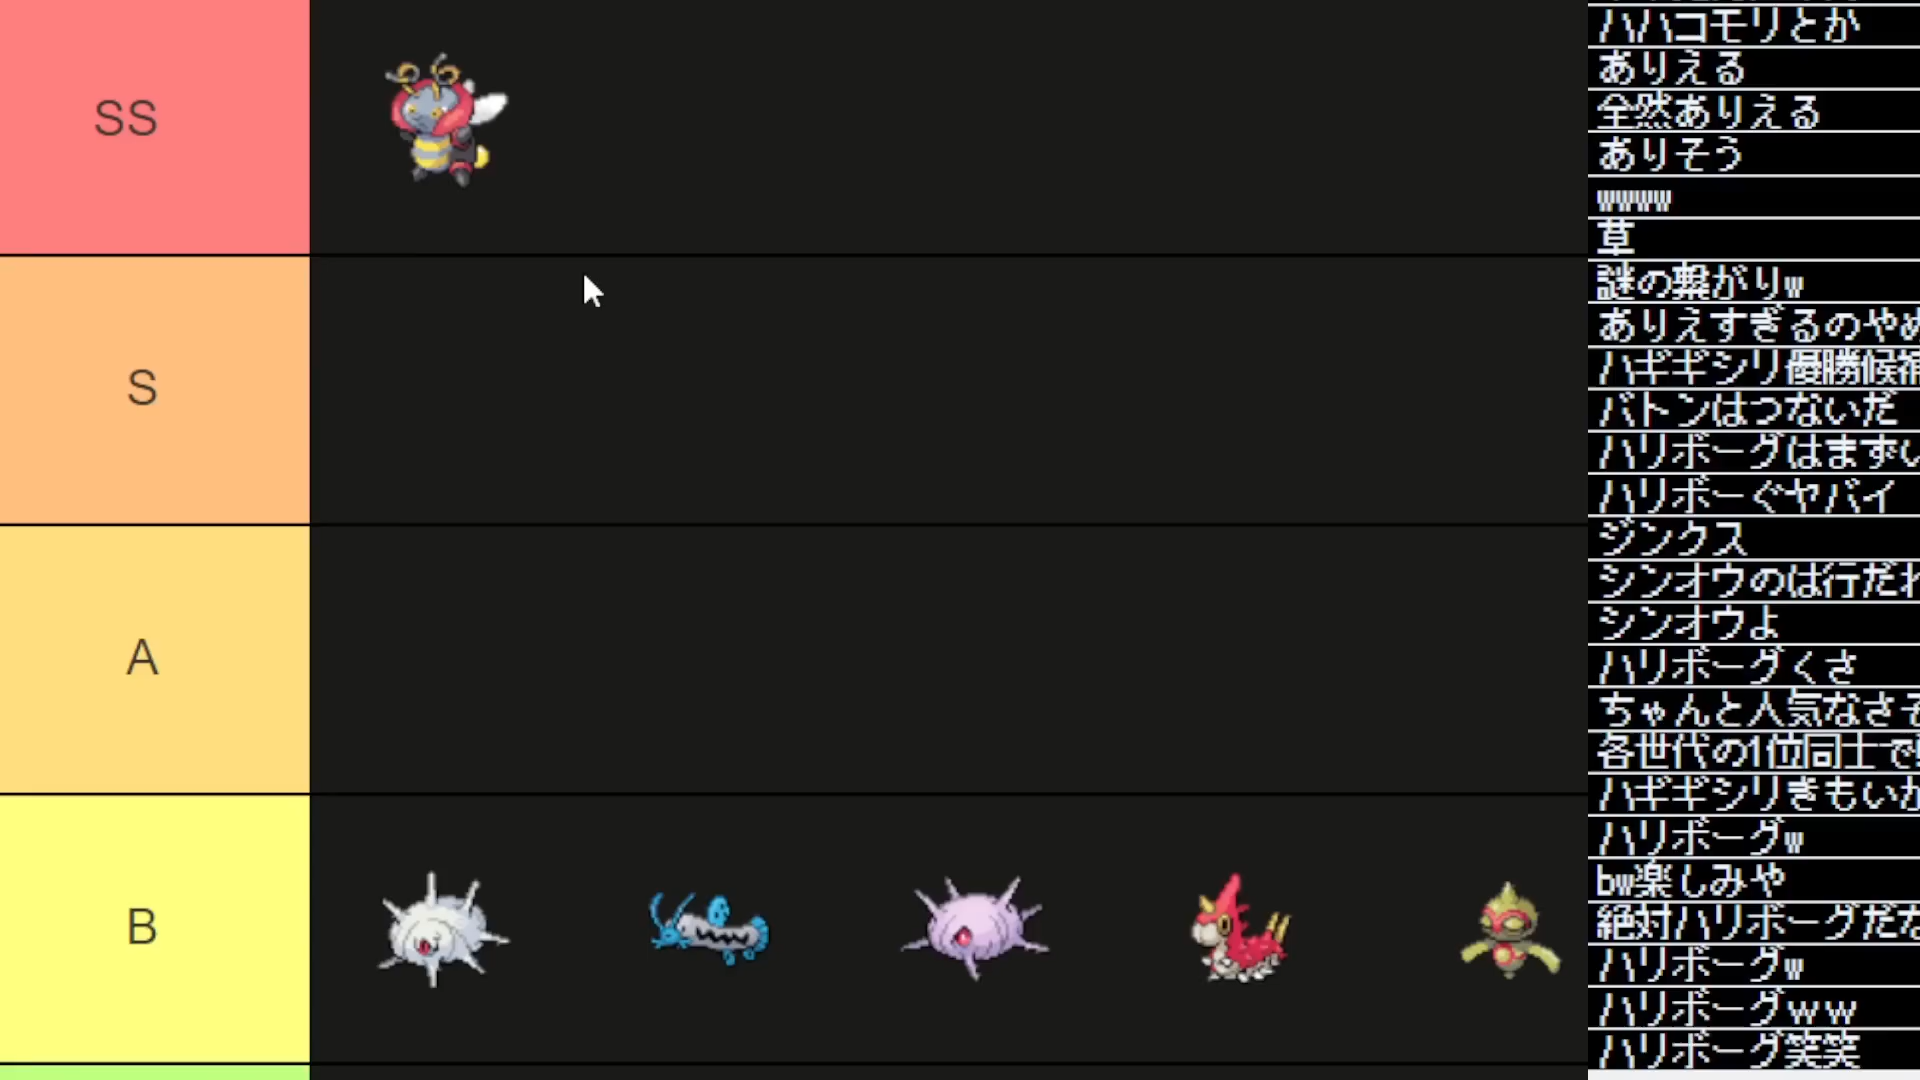 SS
S
A
B
ハハコモリとか
ありえる
全然ありえる
ありそう
wwww
草
謎の繋がりw
ありえすぎるのやめ
ハギギシリ優勝候補
バトンはつないだ
ハリボーグはまずい
ハリボーぐヤバイ
ジンクス
シンオウのは行だれ
シンオウよ
ハリボーグくさ
ちゃんと人気なさそ
各世代の1位同士で
ハギギシリきもいか
ハリボーグw
bw楽しみや
絶対ハリボーグだな
ハリボーグw
ハリボーグｗｗ
ハリボーグ笑笑